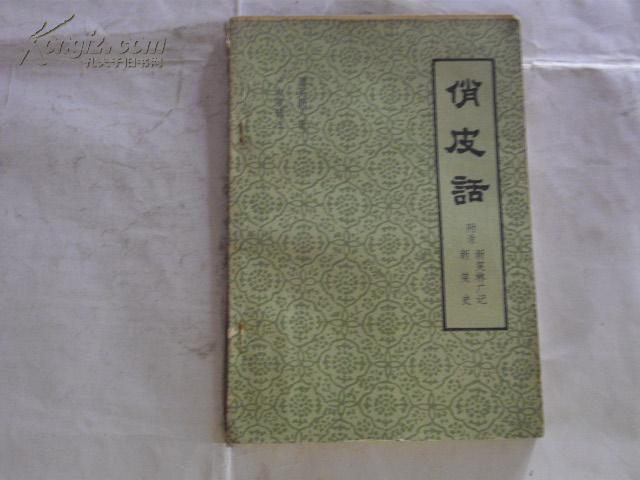 俏皮話
附录 新笑林广记
新笑史
Kongfz.com
孔夫子旧书网